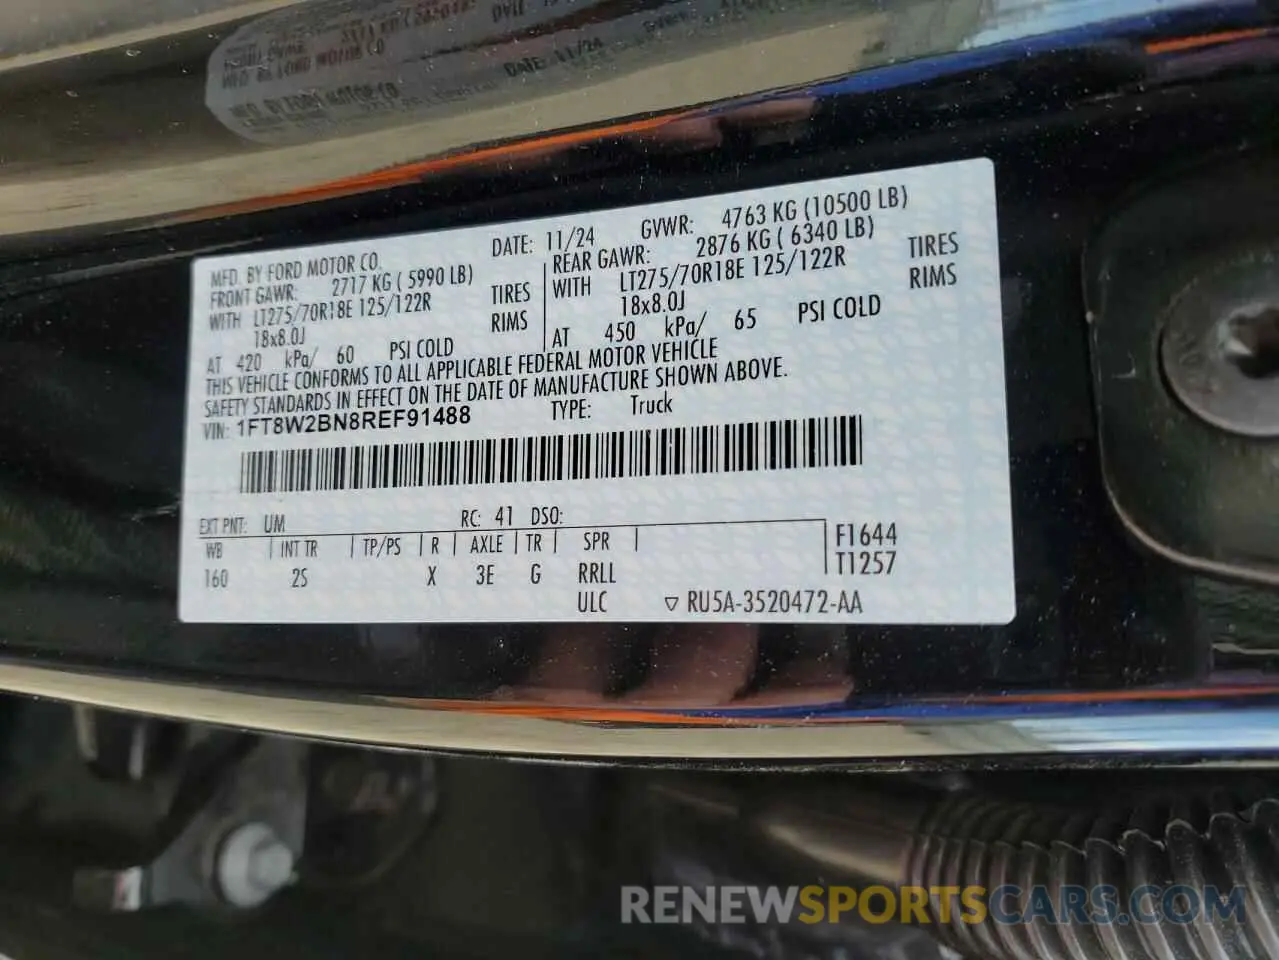 MFD. BY FORD MOTOR CO. DATE: 11/24 GVWR: 4763 KG (10500 LB)
FRONT GAWR: 2717 KG ( 5990 LB) REAR GAWR: 2876 KG ( 6340 LB)
WITH LT275/70R18E 125/122R TIRES WITH LT275/70R18E 125/122R TIRES
18x8.0J RIMS 18x8.0J RIMS
AT 420 kPa/ 60 PSI COLD AT 450 kPa/ 65 PSI COLD
THIS VEHICLE CONFORMS TO ALL APPLICABLE FEDERAL MOTOR VEHICLE
SAFETY STANDARDS IN EFFECT ON THE DATE OF MANUFACTURE SHOWN ABOVE.
VIN: 1FT8W2BN8REF91488 TYPE: Truck
EXT PNT: UM RC: 41 DSO:
WB INT TR TP/PS R AXLE TR SPR F1644
160 2S X 3E G RRLL T1257
ULC RU5A-3520472-AA
RENEWSPORTSCARS.COM